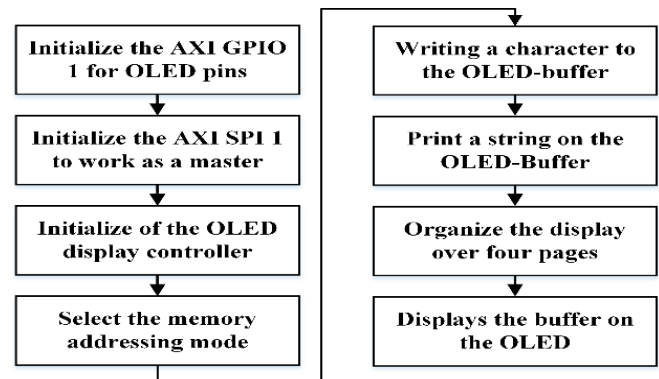 Initialize the AXI GPIO
1 for OLED pins
Initialize the AXI SPI 1
to work as a master
Initialize of the OLED
display controller
Select the memory
addressing mode
Writing a character to
the OLED-buffer
Print a string on the
OLED-Buffer
Organize the display
over four pages
Displays the buffer on
the OLED